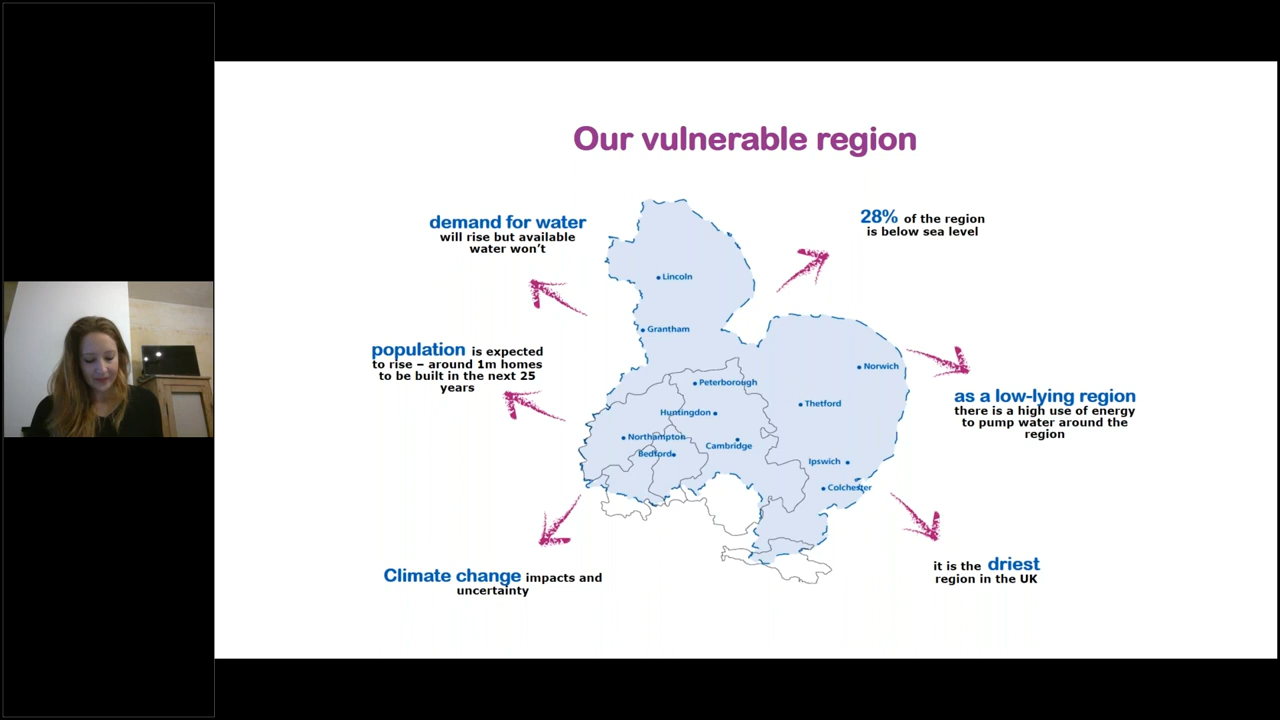 Our vulnerable region
demand for water
will rise but available
water won't
28% of the region
is below sea level
population is expected
to rise – around 1m homes
to be built in the next 25
years
as a low-lying region
there is a high use of energy
to pump water around the
region
Climate change impacts and
uncertainty
it is the driest
region in the UK
Lincoln
Grantham
Norwich
Peterborough
Thetford
Huntingdon
Northampton
Cambridge
Bedford
Ipswich
Colchester